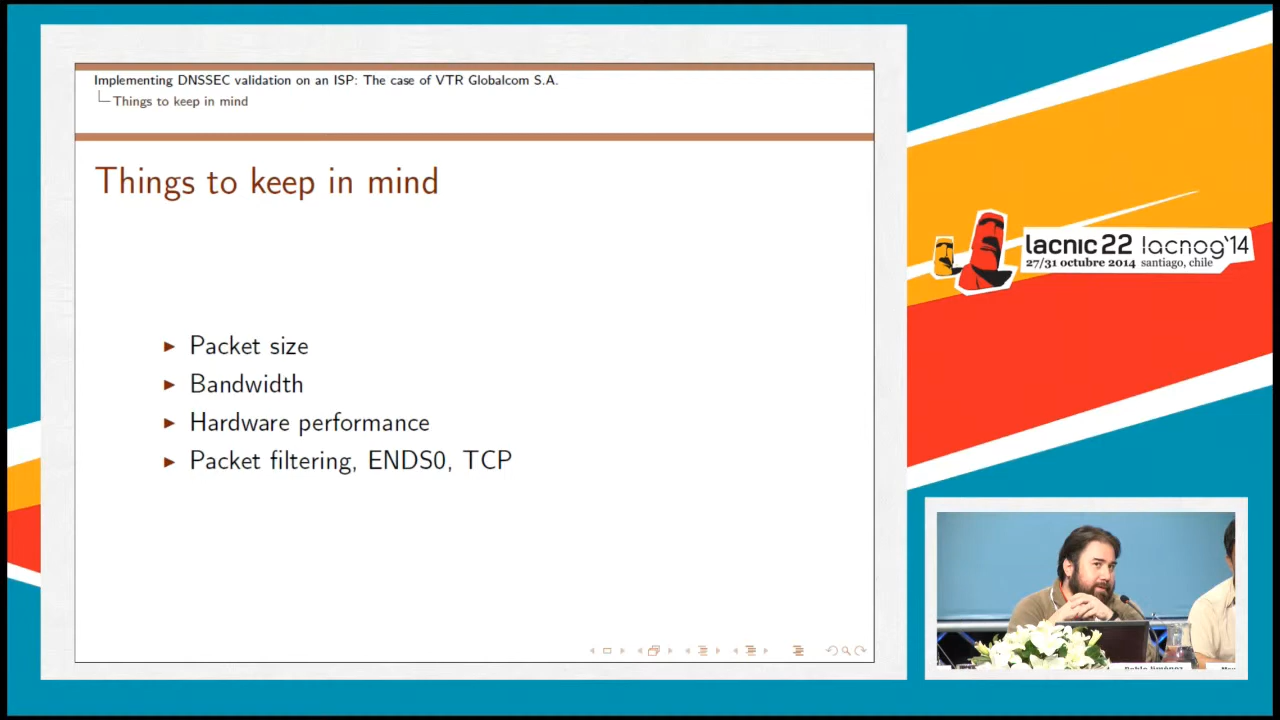 Implementing DNSSEC validation on an ISP: The case of VTR Globalcom S.A.
Things to keep in mind
Things to keep in mind
Packet size
Bandwidth
Hardware performance
Packet filtering, ENDS0, TCP
lacnic 22 lacnog'14
27/31 octubre 2014 santiago, chile
Pablo Jiménez